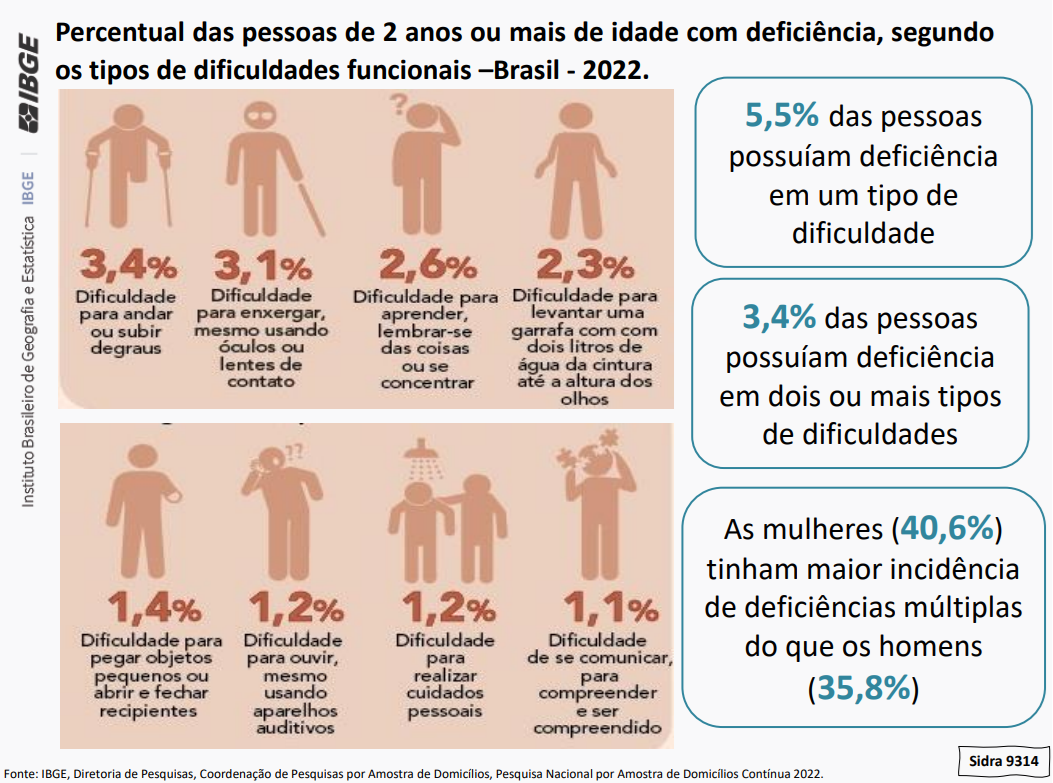 Percentual das pessoas de 2 anos ou mais de idade com deficiência, segundo
os tipos de dificuldades funcionais –Brasil - 2022.
IBGE
Instituto Brasileiro de Geografia e Estatística | IBGE
?
3,4%
Dificuldade
para andar
ou subir
degraus
3,1%
Dificuldade
para enxergar,
mesmo usando
óculos ou
lentes de
contato
2,6%
Dificuldade para
aprender,
lembrar-se
das coisas
ou se
concentrar
2,3%
Dificuldade para
levantar uma
garrafa com com
dois litros de
água da cintura
até a altura dos
olhos
??
1,4%
Dificuldade para
pegar objetos
pequenos ou
abrir e fechar
recipientes
1,2%
Dificuldade
para ouvir,
mesmo
usando
aparelhos
auditivos
1,2%
Dificuldade
para
realizar
cuidados
pessoais
1,1%
Dificuldade
de se comunicar,
para
compreender
e ser
compreendido
5,5% das pessoas
possuíam deficiência
em um tipo de
dificuldade
3,4% das pessoas
possuíam deficiência
em dois ou mais tipos
de dificuldades
As mulheres (40,6%)
tinham maior incidência
de deficiências múltiplas
do que os homens
(35,8%)
Sidra 9314
Fonte: IBGE, Diretoria de Pesquisas, Coordenação de Pesquisas por Amostra de Domicílios, Pesquisa Nacional por Amostra de Domicílios Contínua 2022.